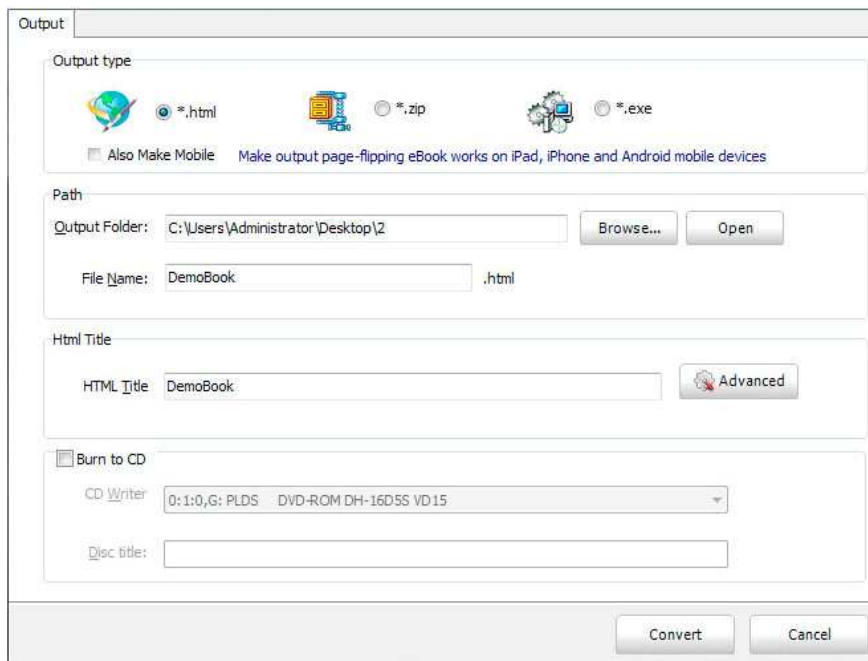 Output
Output type
*.html *.zip *.exe
Also Make Mobile Make output page-flipping eBook works on iPad, iPhone and Android mobile devices
Path
Output Folder: C:\Users\Administrator\Desktop\2 Browse... Open
File Name: DemoBook .html
Html Title
HTML Title DemoBook Advanced
Burn to CD
CD Writer 0:1:0,G: PLDS DVD-ROM DH-16D5S VD15
Disc title:
Convert Cancel